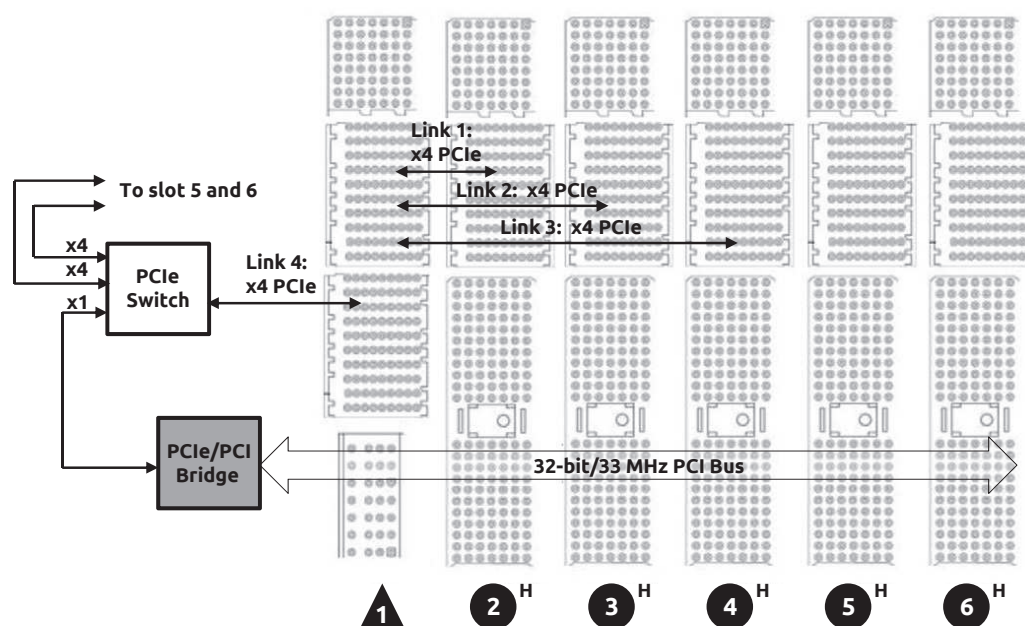 Link 1:
x4 PCIe
To slot 5 and 6
Link 2: x4 PCIe
Link 3: x4 PCIe
x4
x4
x1
PCIe
Switch
Link 4:
x4 PCIe
PCIe/PCI
Bridge
32-bit/33 MHz PCI Bus
1
2 H
3 H
4 H
5 H
6 H